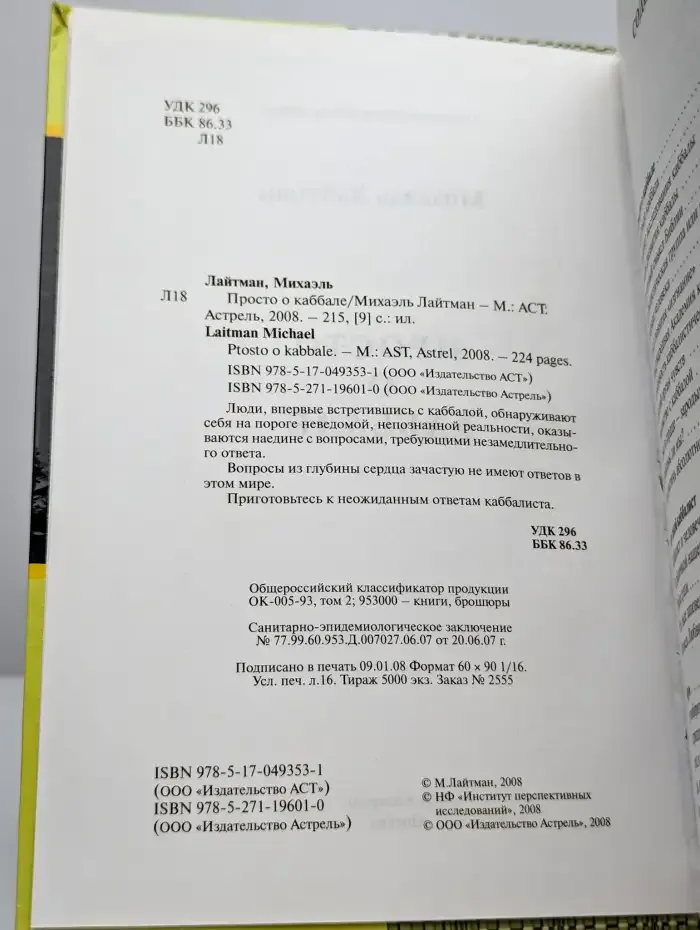 УДК 296
ББК 86.33
Л18
Лайтман, Михаэль
Л18 Просто о каббале/Михаэль Лайтман – М.: АСТ:
Астрель, 2008. – 215, [9] с.: ил.
Laitman Michael
Ptosto o kabbale. – M.: AST, Astrel, 2008. – 224 pages.
ISBN 978-5-17-049353-1 (ООО «Издательство АСТ»)
ISBN 978-5-271-19601-0 (ООО «Издательство Астрель»)
Люди, впервые встретившись с каббалой, обнаруживают
себя на пороге неведомой, непознанной реальности, оказы-
ваются наедине с вопросами, требующими незамедлительно-
го ответа.
Вопросы из глубины сердца зачастую не имеют ответов в
этом мире.
Приготовьтесь к неожиданным ответам каббалиста.
УДК 296
ББК 86.33
Общероссийский классификатор продукции
ОК-005-93, том 2; 953000 – книги, брошюры
Санитарно-эпидемиологическое заключение
№ 77.99.60.953.Д.007027.06.07 от 20.06.07 г.
Подписано в печать 09.01.08 Формат 60 × 90 1/16.
Усл. печ. л.16. Тираж 5000 экз. Заказ № 2555
ISBN 978-5-17-049353-1
(ООО «Издательство АСТ»)
ISBN 978-5-271-19601-0
(ООО «Издательство Астрель»)
© М.Лайтман, 2008
© НФ «Институт перспективных
исследований», 2008
© ООО «Издательство Астрель», 2008